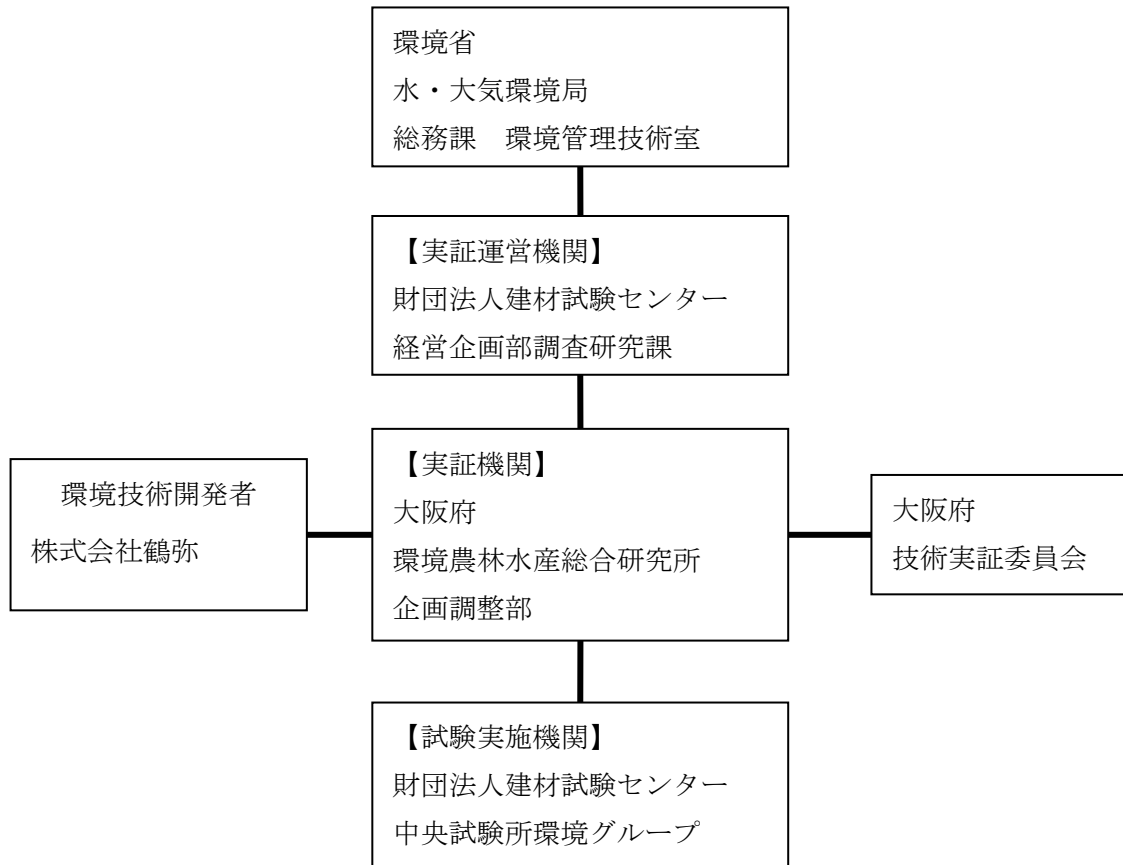 環境省
水・大気環境局
総務課　環境管理技術室
【実証運営機関】
財団法人建材試験センター
経営企画部調査研究課
環境技術開発者
株式会社鶴弥
【実証機関】
大阪府
環境農林水産総合研究所
企画調整部
大阪府
技術実証委員会
【試験実施機関】
財団法人建材試験センター
中央試験所環境グループ